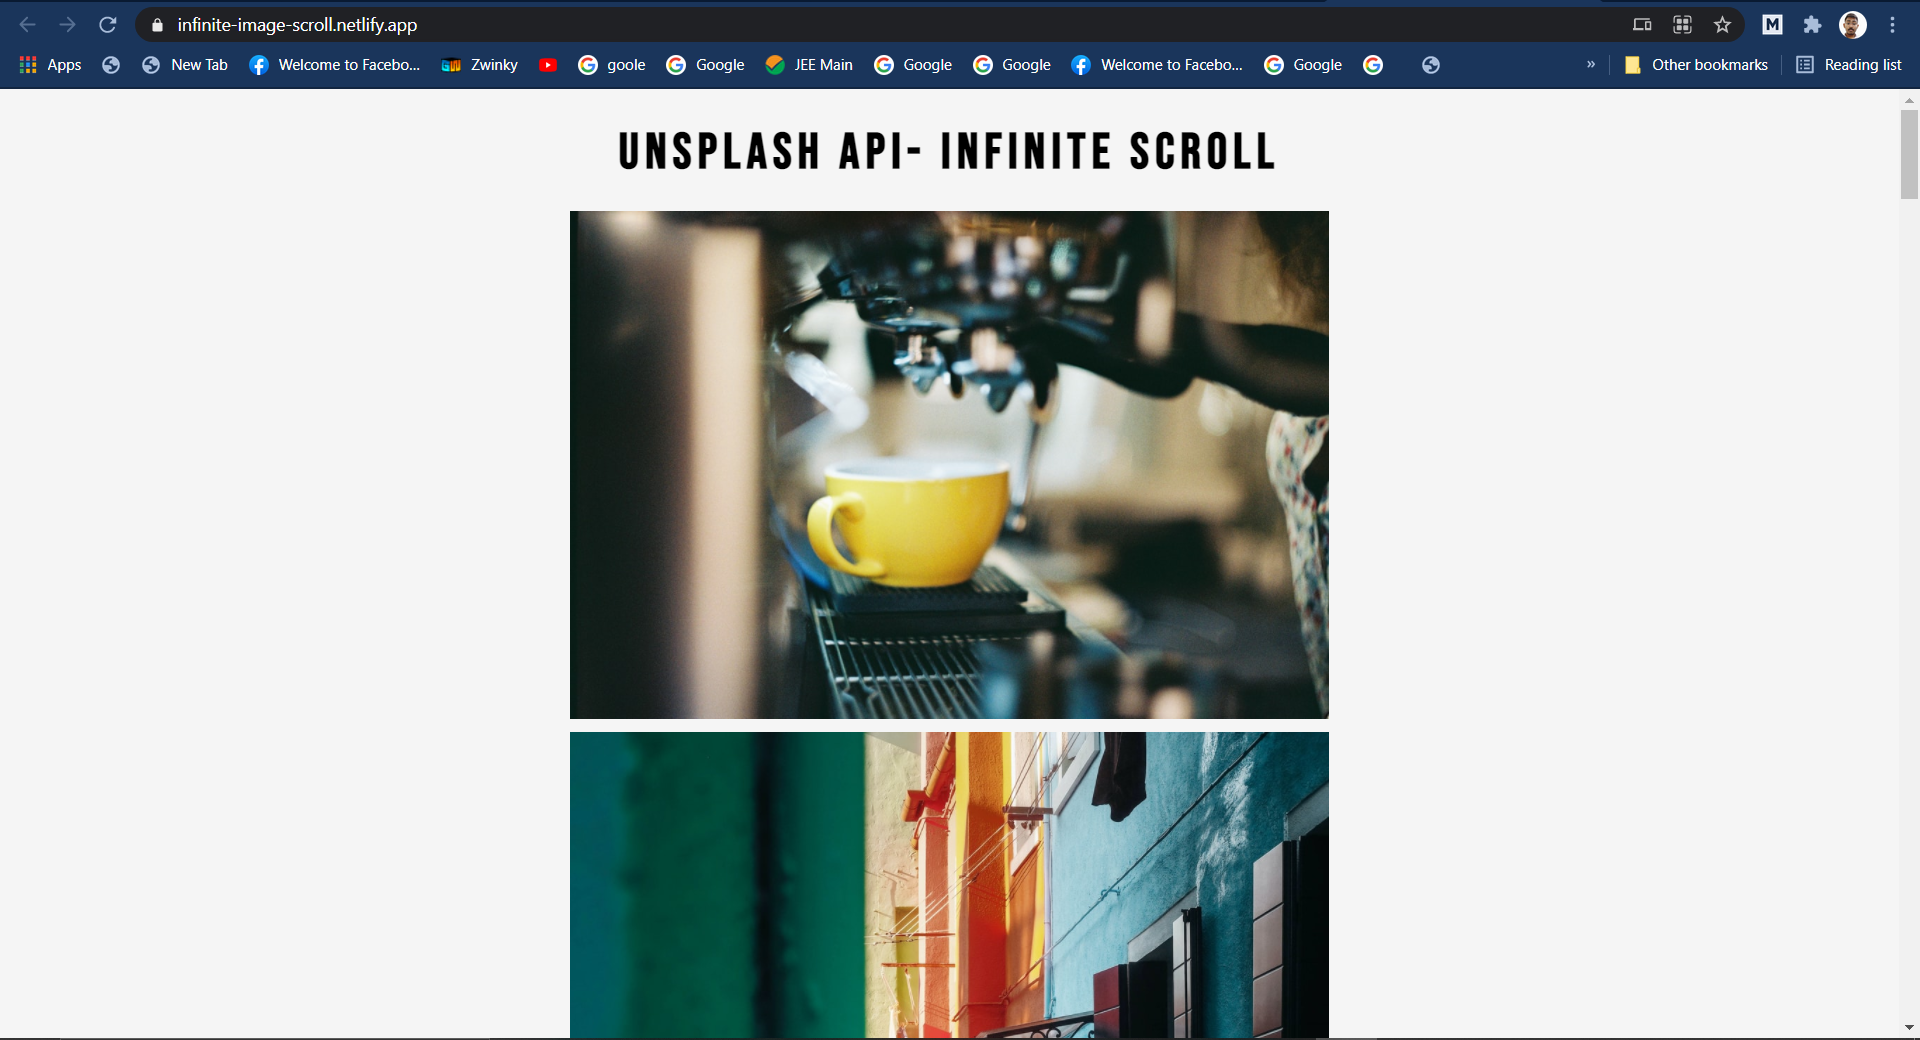 infinite-image-scroll.netlify.app
M
Apps New Tab Welcome to Facebo... Zwinky goole Google JEE Main Google Google Welcome to Facebo... Google » Other bookmarks Reading list
UNSPLASH API- INFINITE SCROLL